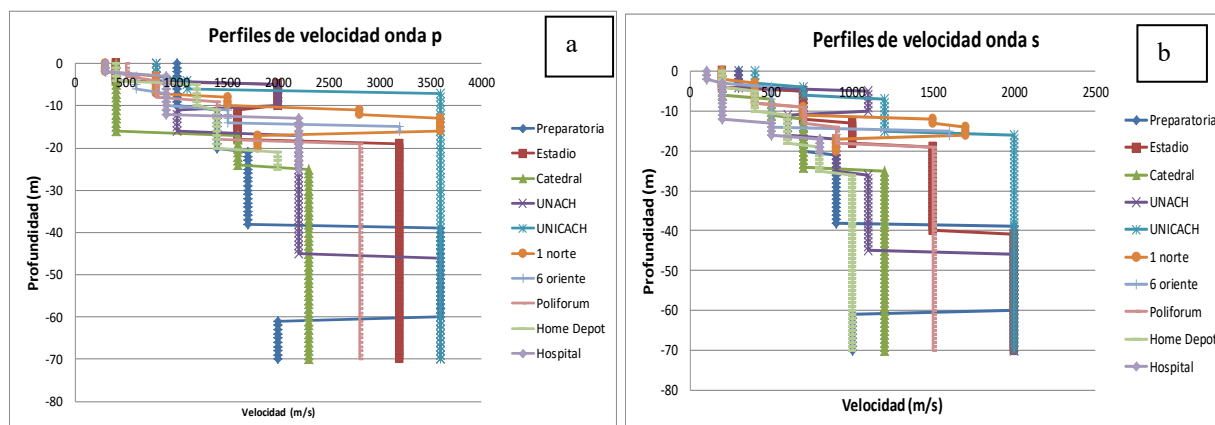 Perfiles de velocidad onda p
a
0 500 1000 1500 2000 2500 3000 3500 4000
0
-10
-20
-30
-40
-50
-60
-70
-80
Profundidad (m)
Velocidad (m/s)
Preparatoria
Estadio
Catedral
UNACH
UNICACH
1 norte
6 oriente
Poliforum
Home Depot
Hospital
Perfiles de velocidad onda s
b
0 500 1000 1500 2000 2500
0
-10
-20
-30
-40
-50
-60
-70
-80
Profundidad (m)
Velocidad (m/s)
Preparatoria
Estadio
Catedral
UNACH
UNICACH
1 norte
6 oriente
Poliforum
Home Depot
Hospital